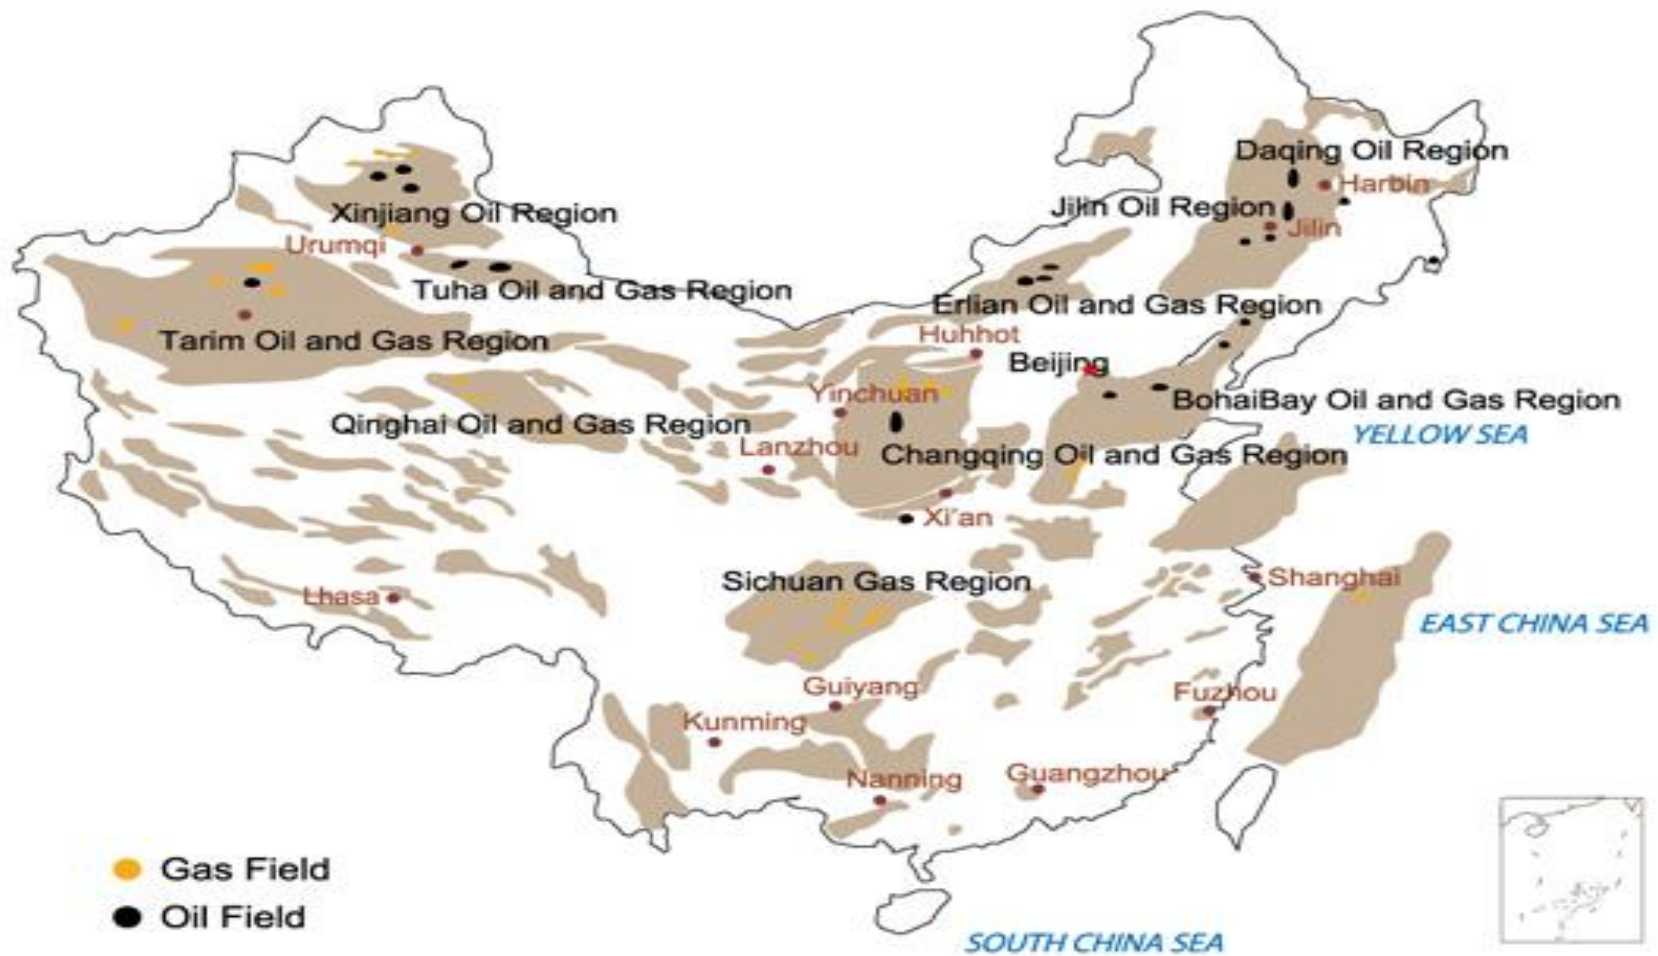 Daqing Oil Region
Harbin
Jilin Oil Region
Jilin
Xinjiang Oil Region
Urumqi
Tuha Oil and Gas Region
Erlian Oil and Gas Region
Tarim Oil and Gas Region
Huhhot
Beijing
Yinchuan
BohaiBay Oil and Gas Region
Qinghai Oil and Gas Region
YELLOW SEA
Lanzhou
Changqing Oil and Gas Region
Xi'an
Sichuan Gas Region
Shanghai
Lhasa
EAST CHINA SEA
Guiyang
Fuzhou
Kunming
Nanning
Guangzhou
Gas Field
Oil Field
SOUTH CHINA SEA